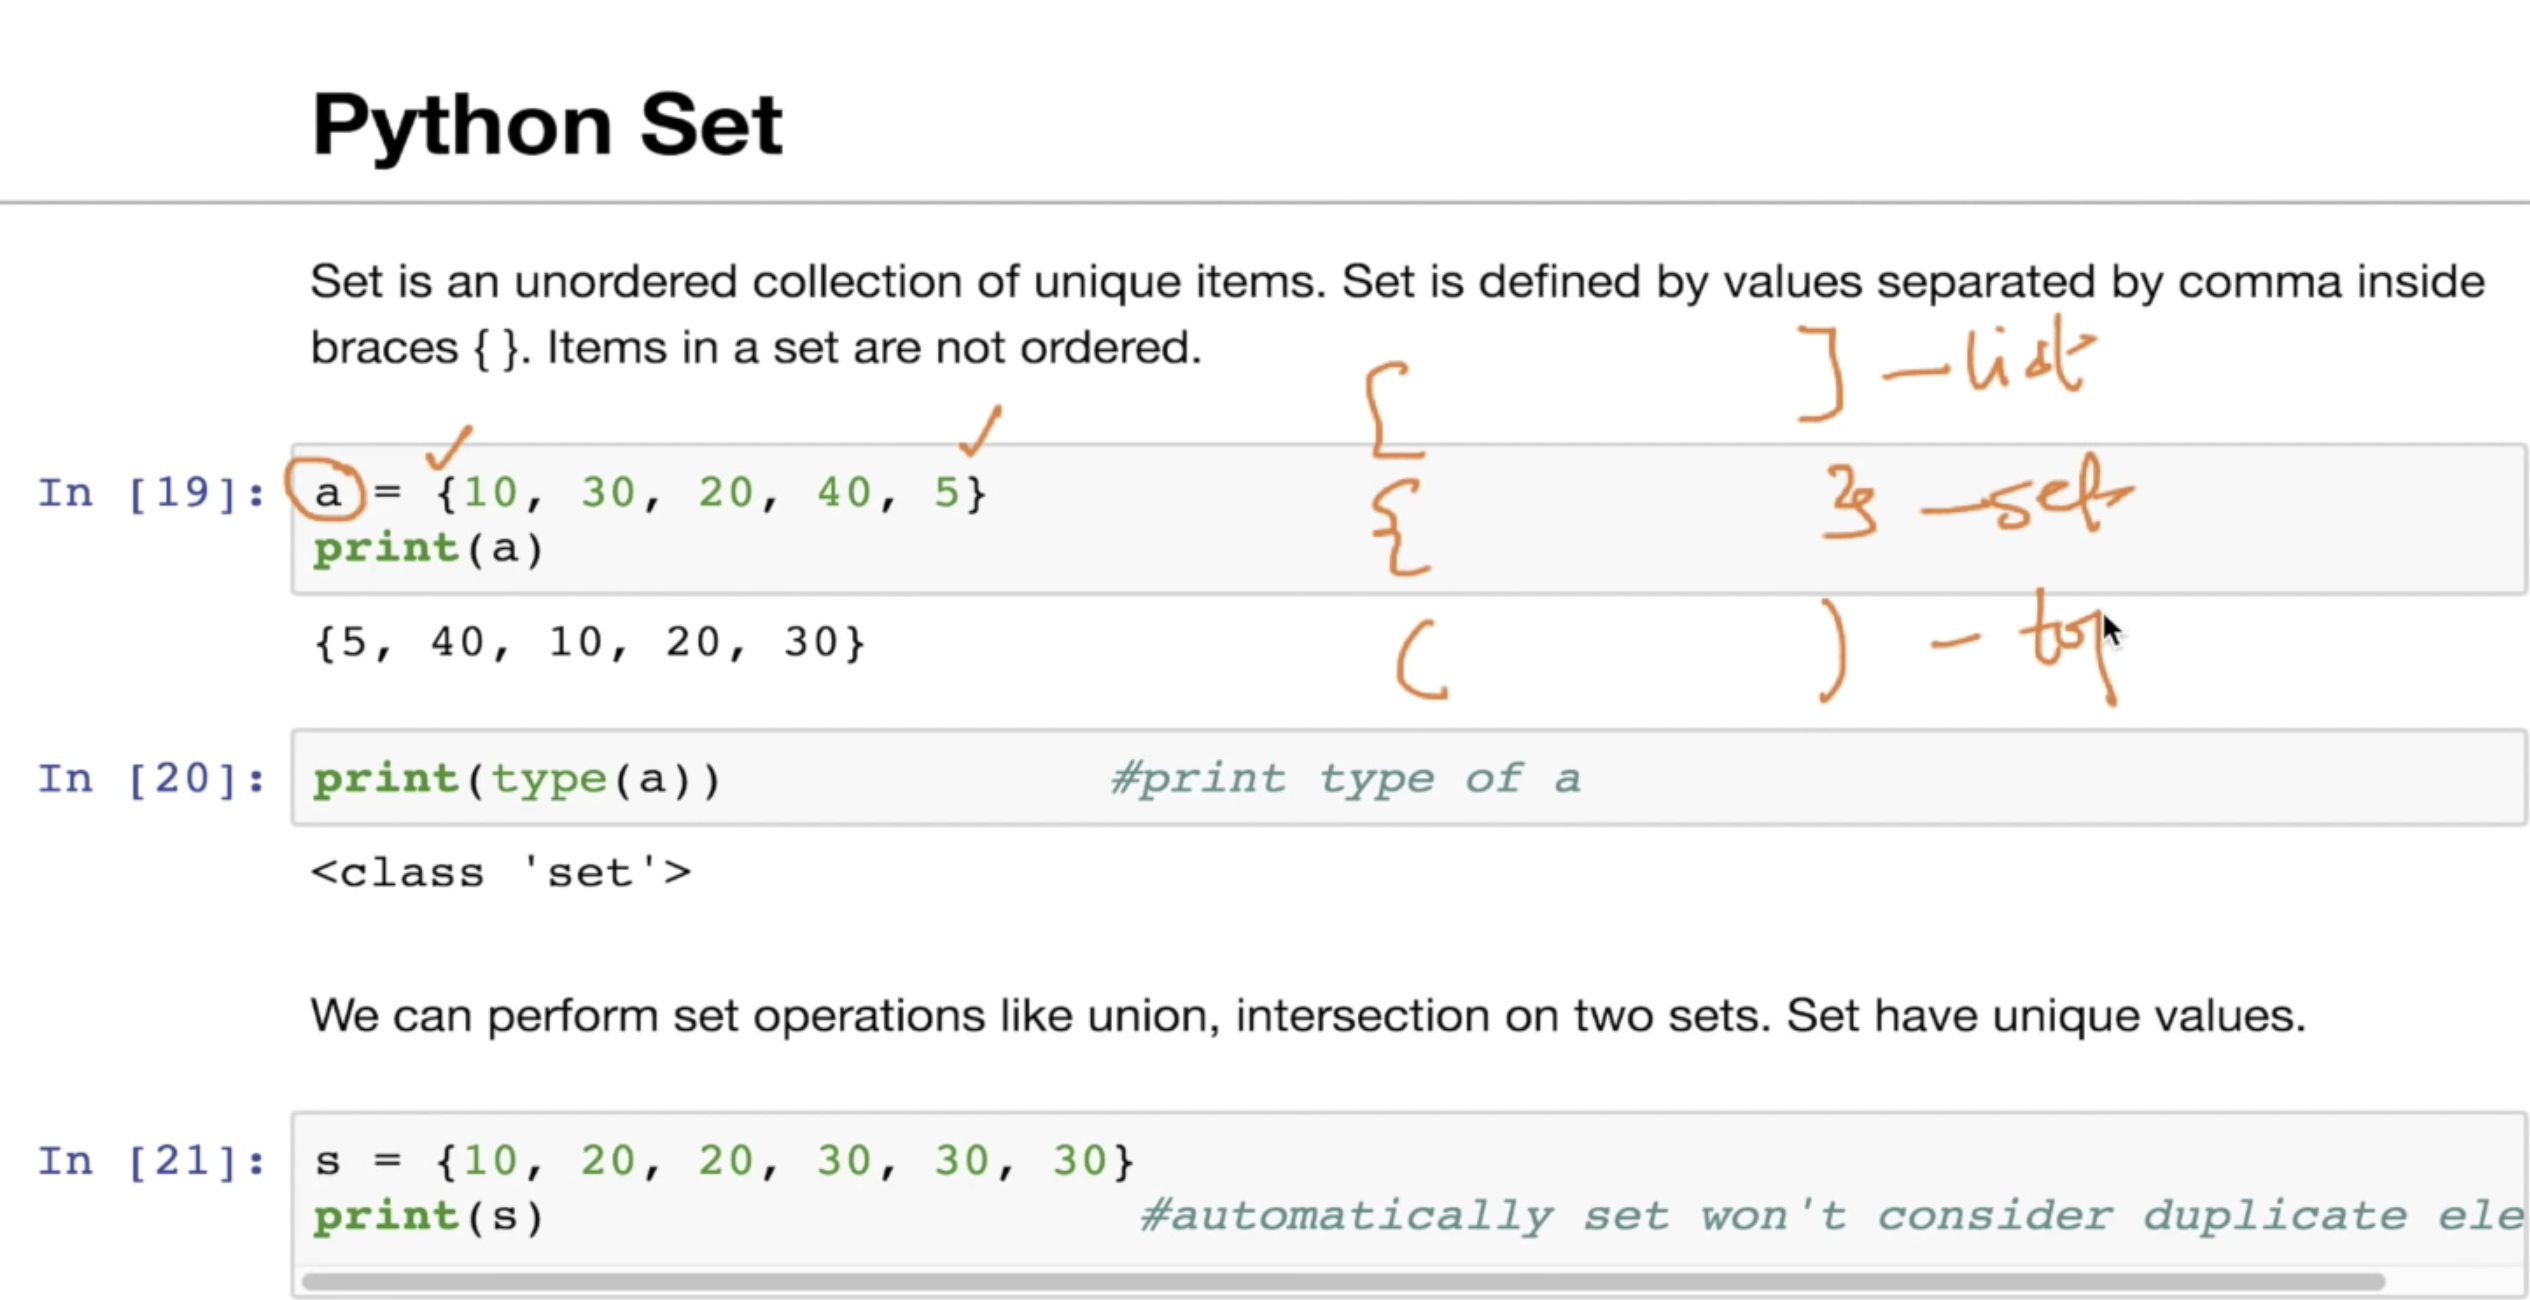 Python Set
Set is an unordered collection of unique items. Set is defined by values separated by comma inside
braces { }. Items in a set are not ordered.
[ ] - list
In [19]: a = {10, 30, 20, 40, 5}
{ } - set
print(a)
{5, 40, 10, 20, 30}
( ) - tup
In [20]: print(type(a)) #print type of a
<class 'set'>
We can perform set operations like union, intersection on two sets. Set have unique values.
In [21]: s = {10, 20, 20, 30, 30, 30}
print(s) #automatically set won't consider duplicate ele